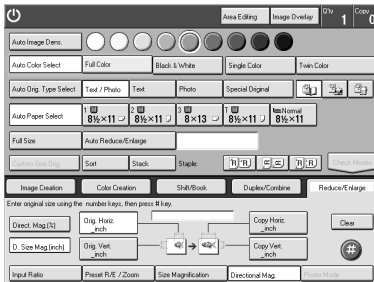 Area Editing Image Overlay Q'ty 1 Copy 0
Auto Image Dens.
Auto Color Select Full Color Black & White Single Color Twin Color
Auto Orig. Type Select Text / Photo Text Photo Special Original
Auto Paper Select 1 8½×11 2 8½×11 3 8×13 T 8½×11 Normal 8½×11
Full Size Auto Reduce/Enlarge
Custom Size Orig. Sort Stack Staple: Check Modes
Image Creation Color Creation Shift/Book Duplex/Combine Reduce/Enlarge
Enter original size using the number keys, then press # key.
Direct. Mag.(%) Orig. Horiz. _inch Copy Horiz. _inch Clear
D. Size Mag.(inch) Orig. Vert. _inch Copy Vert. _inch #
Input Ratio Preset R/E / Zoom Size Magnification Directional Mag. Poster Mode